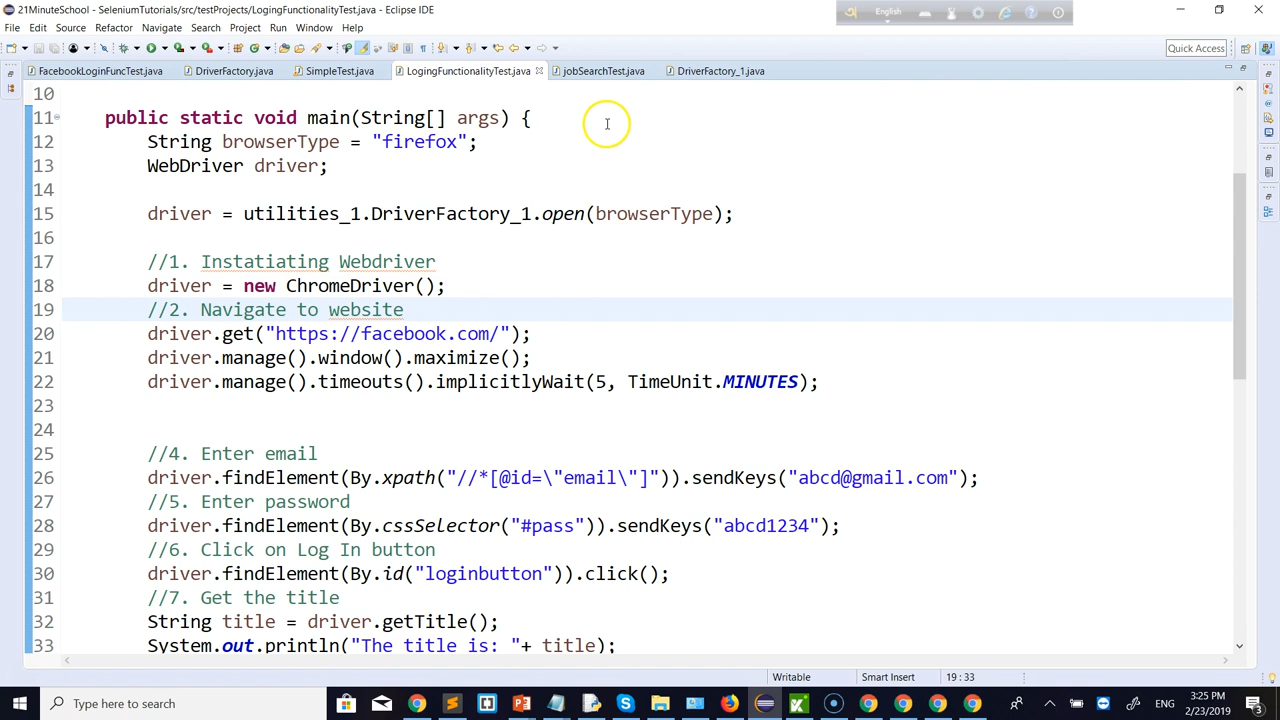 21MinuteSchool - SeleniumTutorials/src/testProjects/LogingFunctionalityTest.java - Eclipse IDE
English
File Edit Source Refactor Navigate Search Project Run Window Help
Quick Access
FacebookLoginFuncTest.java DriverFactory.java SimpleTest.java LogingFunctionalityTest.java jobSearchTest.java DriverFactory_1.java
10
11 public static void main(String[] args) {
12 String browserType = "firefox";
13 WebDriver driver;
14
15 driver = utilities_1.DriverFactory_1.open(browserType);
16
17 //1. Instatiating Webdriver
18 driver = new ChromeDriver();
19 //2. Navigate to website
20 driver.get("https://facebook.com/");
21 driver.manage().window().maximize();
22 driver.manage().timeouts().implicitlyWait(5, TimeUnit.MINUTES);
23
24
25 //4. Enter email
26 driver.findElement(By.xpath("//*[@id=\"email\"]")).sendKeys("abcd@gmail.com");
27 //5. Enter password
28 driver.findElement(By.cssSelector("#pass")).sendKeys("abcd1234");
29 //6. Click on Log In button
30 driver.findElement(By.id("loginbutton")).click();
31 //7. Get the title
32 String title = driver.getTitle();
33 System.out.println("The title is: "+ title);
Writable Smart Insert 19 : 33
Type here to search
3:25 PM
2/23/2019
3